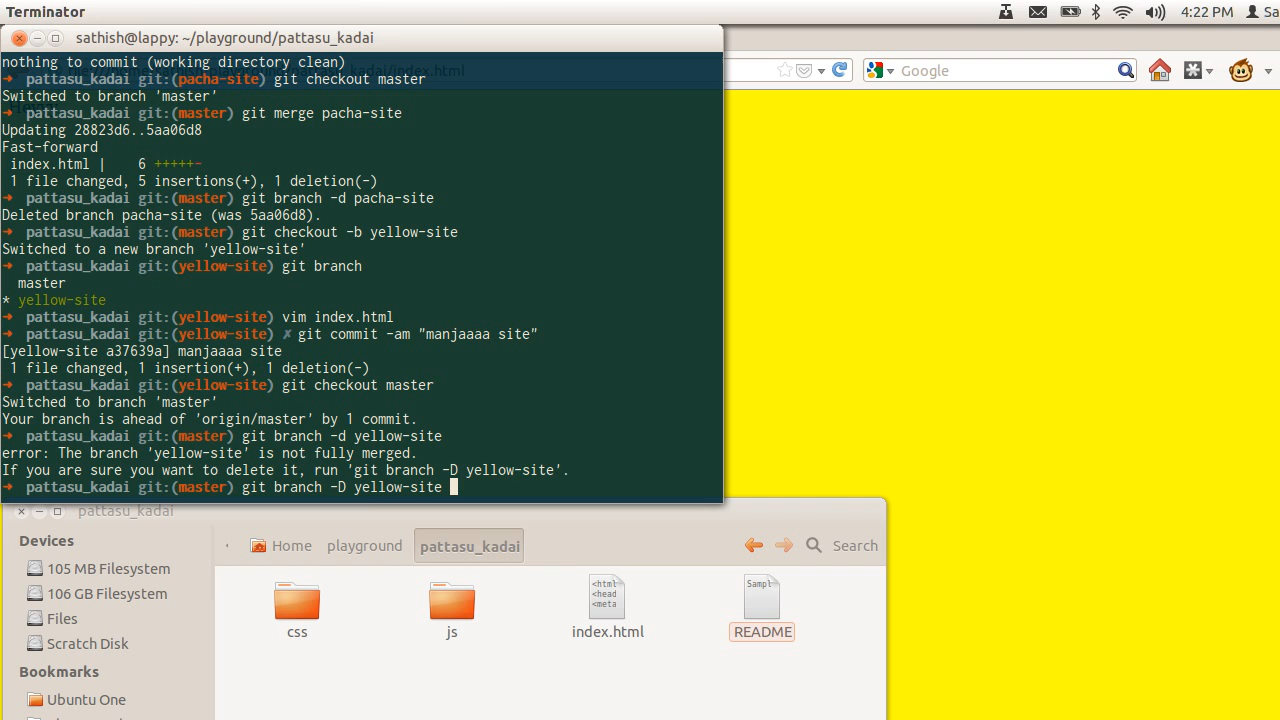 Terminator
4:22 PM
Sa
sathish@lappy: ~/playground/pattasu_kadai
Google
nothing to commit (working directory clean)
➜  pattasu_kadai git:(pacha-site) git checkout master
Switched to branch 'master'
➜  pattasu_kadai git:(master) git merge pacha-site
Updating 28823d6..5aa06d8
Fast-forward
 index.html |    6 +++++-
 1 file changed, 5 insertions(+), 1 deletion(-)
➜  pattasu_kadai git:(master) git branch -d pacha-site
Deleted branch pacha-site (was 5aa06d8).
➜  pattasu_kadai git:(master) git checkout -b yellow-site
Switched to a new branch 'yellow-site'
➜  pattasu_kadai git:(yellow-site) git branch
  master
* yellow-site
➜  pattasu_kadai git:(yellow-site) vim index.html
➜  pattasu_kadai git:(yellow-site) ✗ git commit -am "manjaaaa site"
[yellow-site a37639a] manjaaaa site
 1 file changed, 1 insertion(+), 1 deletion(-)
➜  pattasu_kadai git:(yellow-site) git checkout master
Switched to branch 'master'
Your branch is ahead of 'origin/master' by 1 commit.
➜  pattasu_kadai git:(master) git branch -d yellow-site
error: The branch 'yellow-site' is not fully merged.
If you are sure you want to delete it, run 'git branch -D yellow-site'.
➜  pattasu_kadai git:(master) git branch -D yellow-site
pattasu_kadai
Devices
105 MB Filesystem
106 GB Filesystem
Files
Scratch Disk
Bookmarks
Ubuntu One
Home
playground
pattasu_kadai
Search
<html
<head
<meta
Sampl
css
js
index.html
README